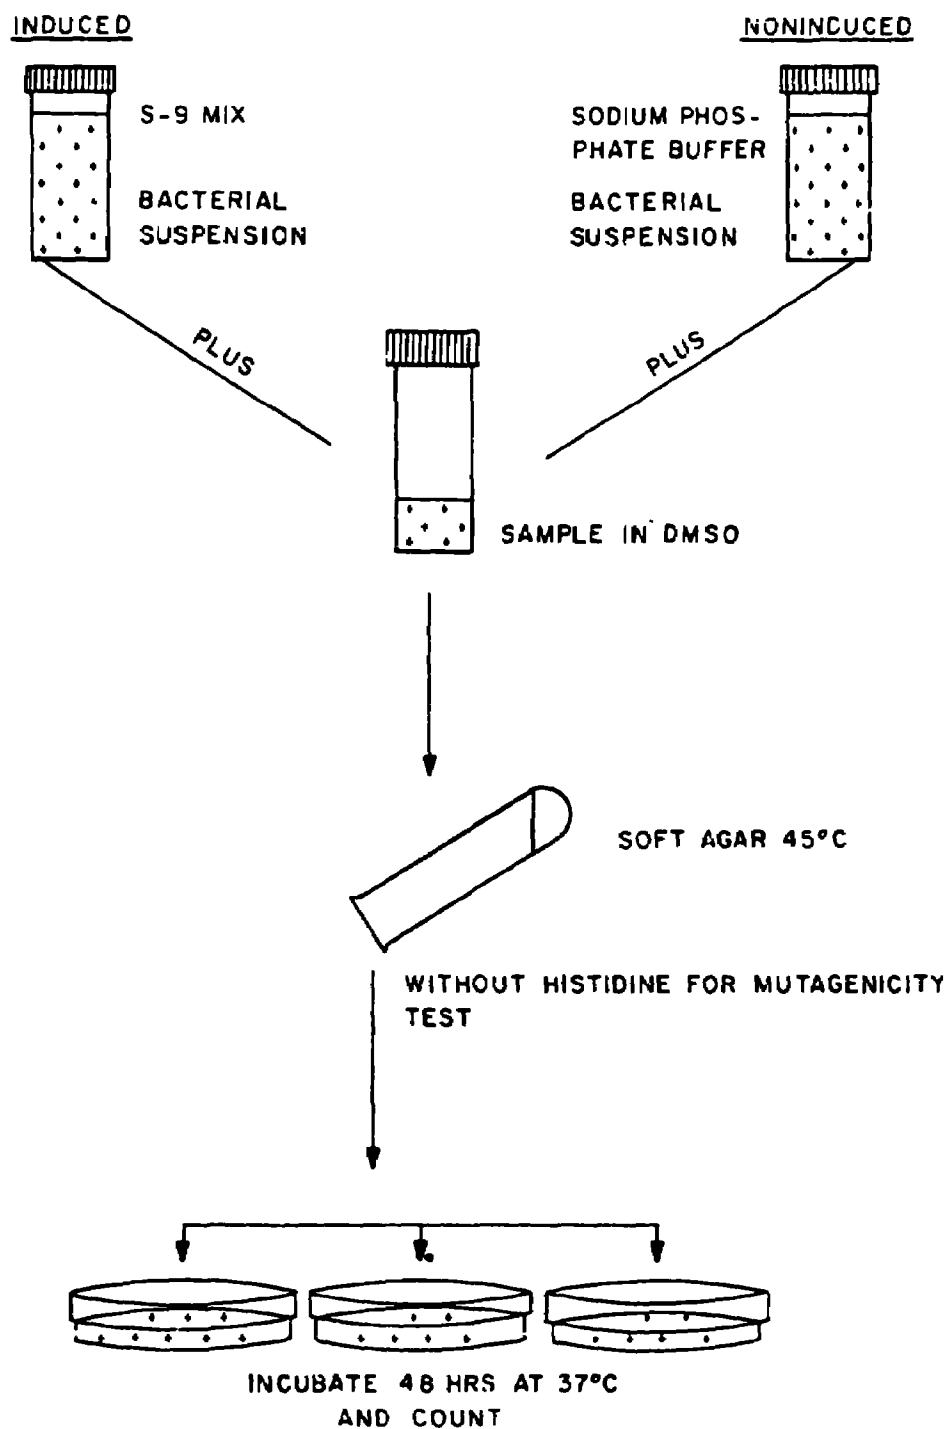 INDUCED
NONINDUCED
S-9 MIX
BACTERIAL
SUSPENSION
SODIUM PHOS-
PHATE BUFFER
BACTERIAL
SUSPENSION
PLUS
PLUS
SAMPLE IN DMSO
SOFT AGAR 45°C
WITHOUT HISTIDINE FOR MUTAGENICITY
TEST
INCUBATE 48 HRS AT 37°C
AND COUNT